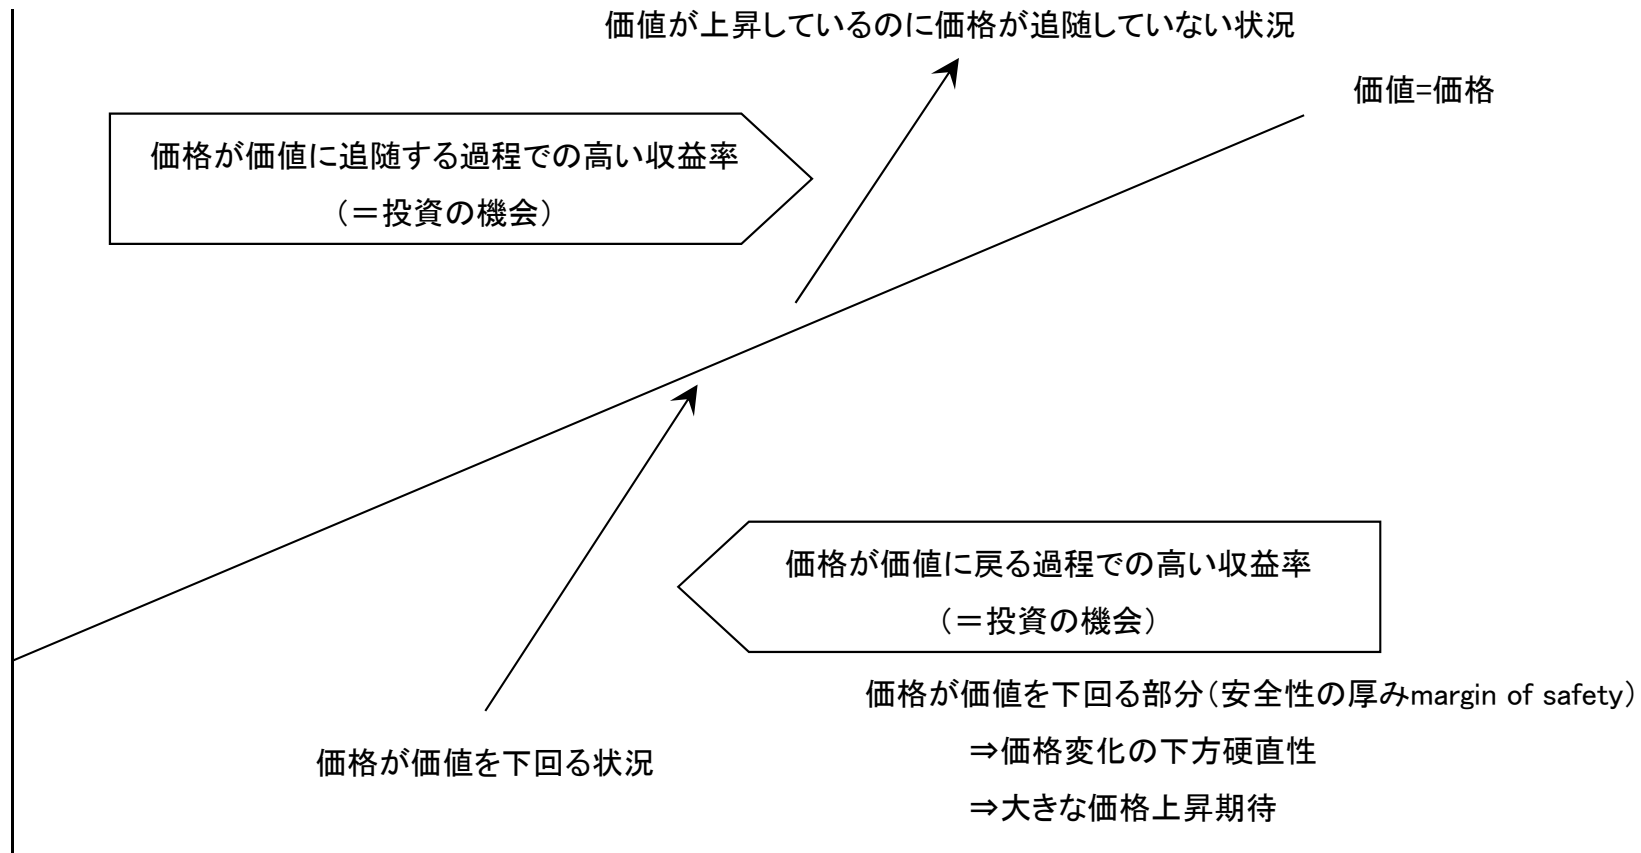 価値が上昇しているのに価格が追随していない状況
価値=価格
価格が価値に追随する過程での高い収益率
（＝投資の機会）
価格が価値に戻る過程での高い収益率
（＝投資の機会）
価格が価値を下回る部分（安全性の厚みmargin of safety）
⇒価格変化の下方硬直性
⇒大きな価格上昇期待
価格が価値を下回る状況